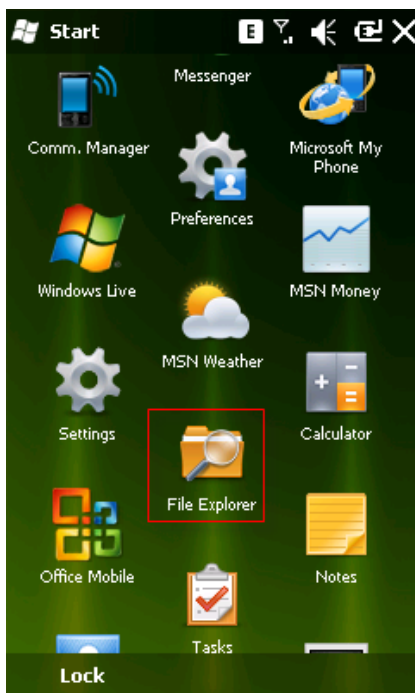 Start
E
Messenger
Comm. Manager
Microsoft My
Phone
Preferences
Windows Live
MSN Money
MSN Weather
Settings
Calculator
File Explorer
Office Mobile
Notes
Tasks
Lock